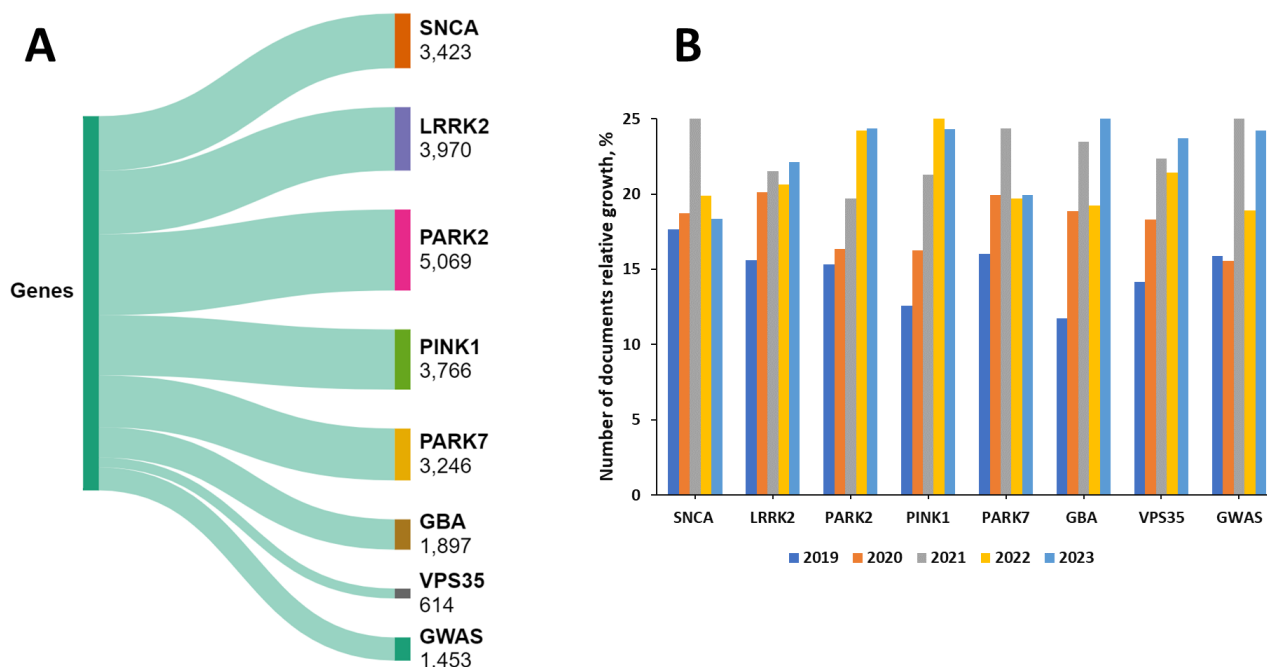 A
Genes
SNCA
3,423
LRRK2
3,970
PARK2
5,069
PINK1
3,766
PARK7
3,246
GBA
1,897
VPS35
614
GWAS
1,453
B
Number of documents relative growth, %
25
20
15
10
5
0
SNCA LRRK2 PARK2 PINK1 PARK7 GBA VPS35 GWAS
2019 2020 2021 2022 2023